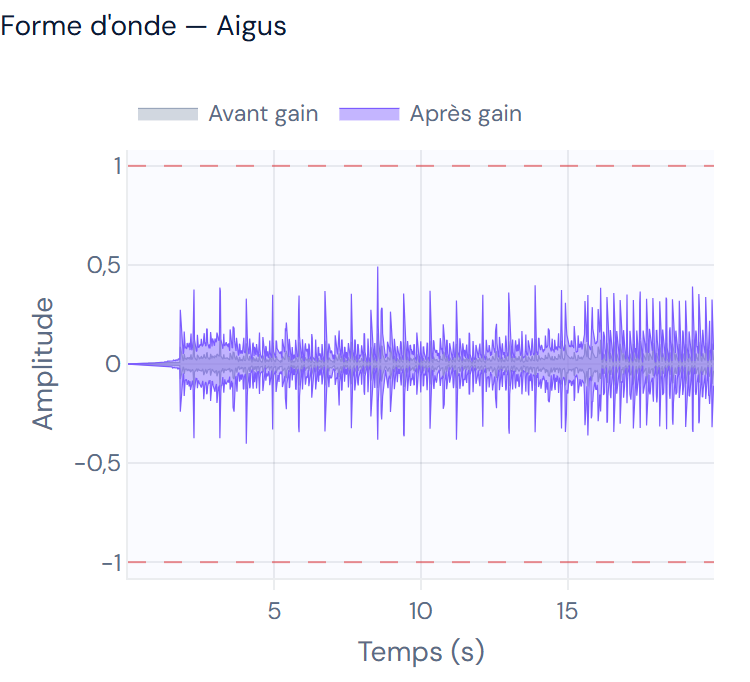 Forme d'onde — Aigus
Avant gain Après gain
1
0,5
0
−0,5
−1
Amplitude
5 10 15
Temps (s)